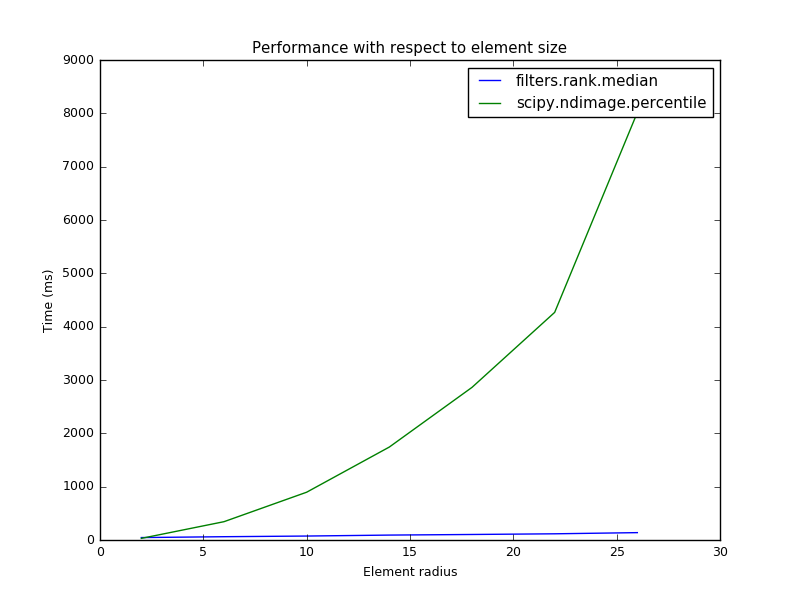 Performance with respect to element size
filters.rank.median
scipy.ndimage.percentile
9000
8000
7000
6000
5000
4000
3000
2000
1000
0
Time (ms)
0 5 10 15 20 25 30
Element radius